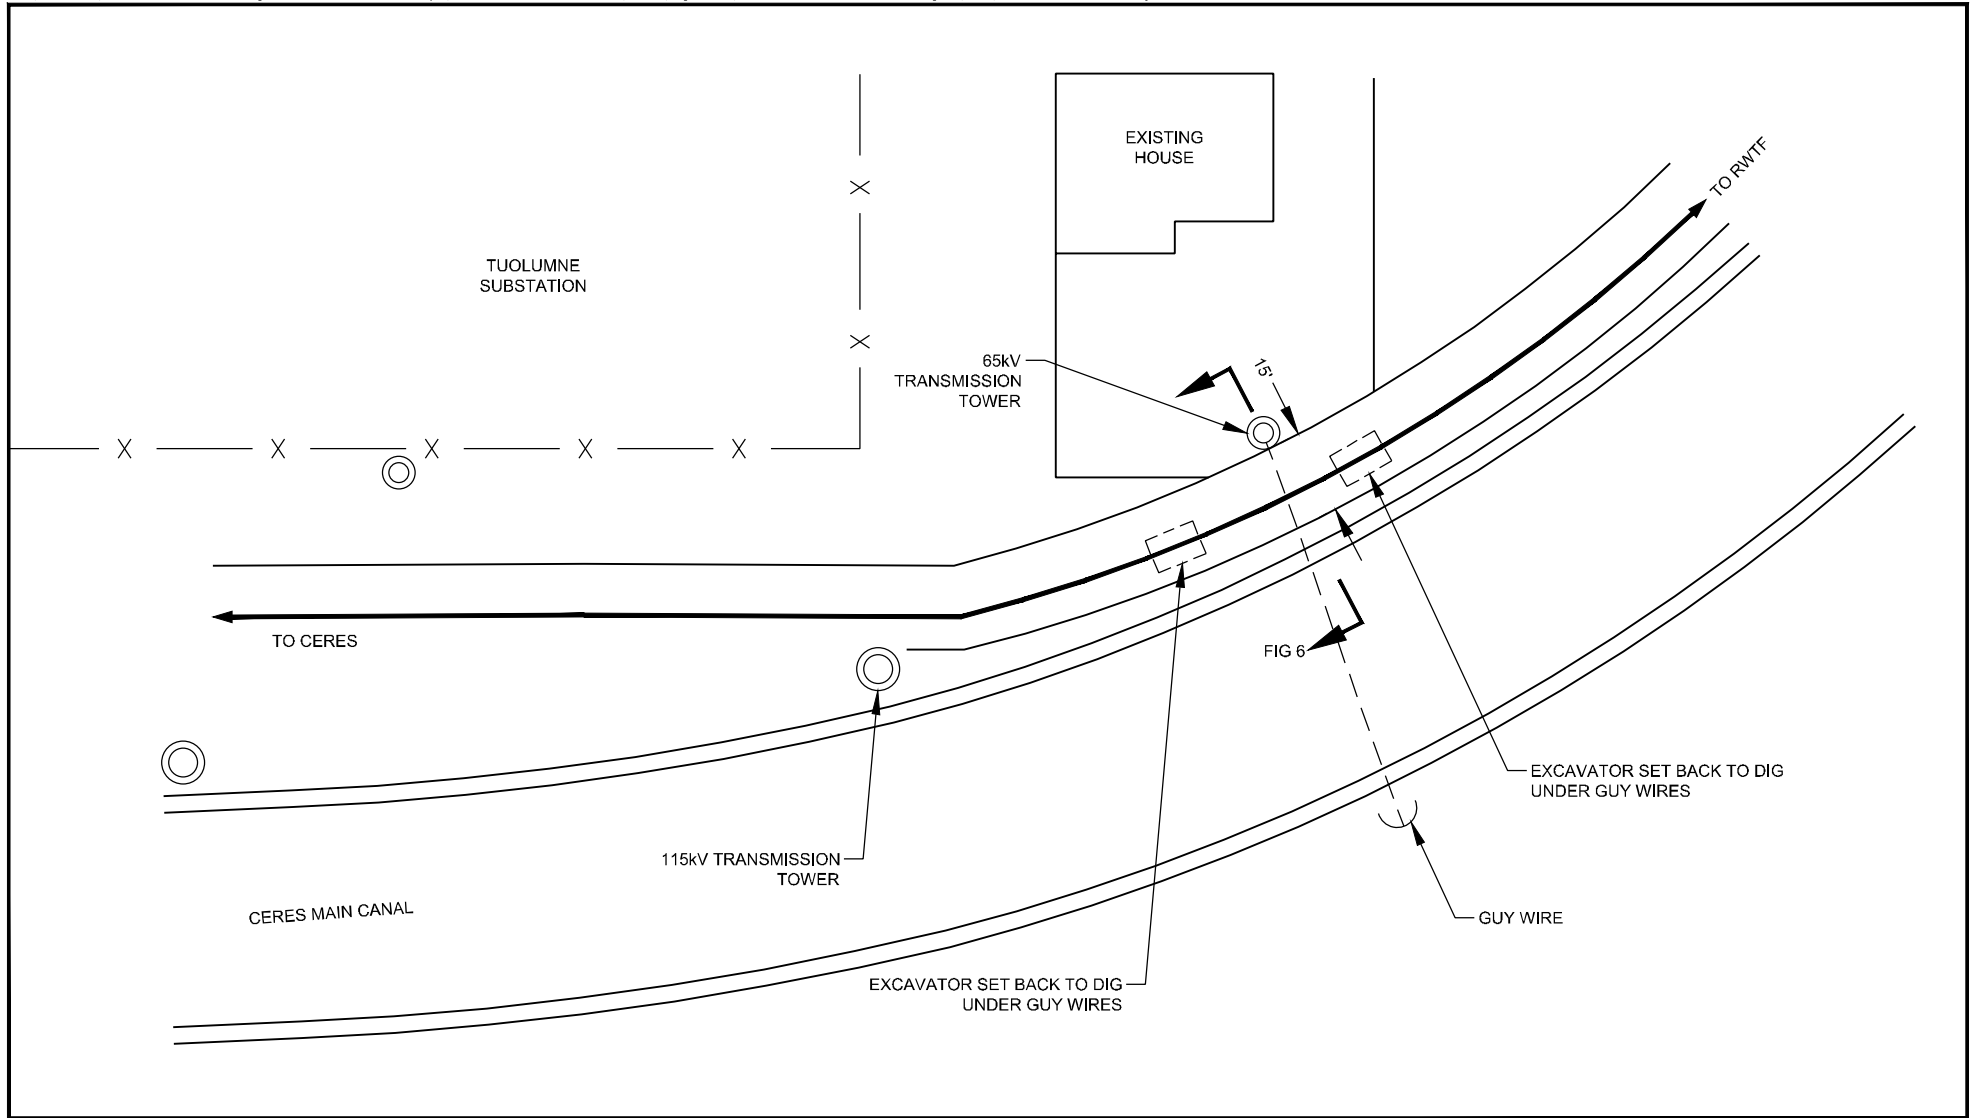 EXISTING
HOUSE
TO RWTF
TUOLUMNE
SUBSTATION
65kV
TRANSMISSION
TOWER
15'
X
X
X
X
X
X
X
TO CERES
FIG 6
EXCAVATOR SET BACK TO DIG
UNDER GUY WIRES
115kV TRANSMISSION
TOWER
CERES MAIN CANAL
GUY WIRE
EXCAVATOR SET BACK TO DIG
UNDER GUY WIRES